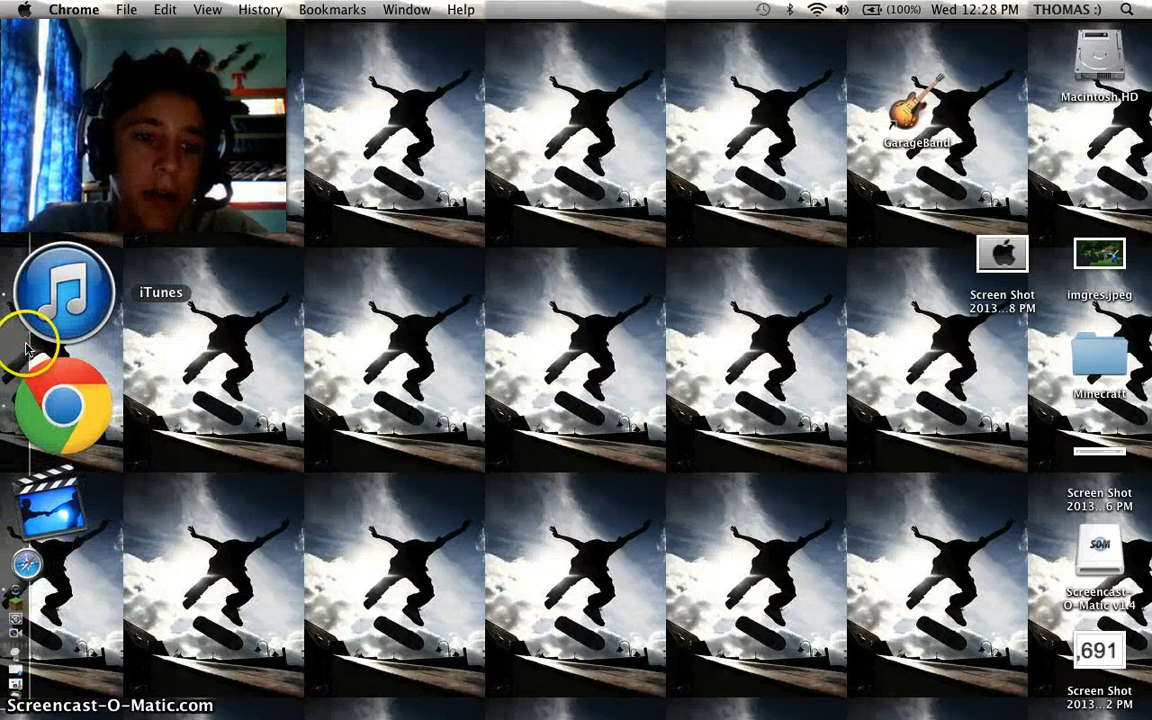 Chrome File Edit View History Bookmarks Window Help (100%) Wed 12:28 PM THOMAS :)
T
Macintosh HD
GarageBand
iTunes
Screen Shot
2013...8 PM
imgres.jpeg
Minecraft
Screen Shot
2013...6 PM
SOM
Screencast-
O-Matic v1.4
,691
Screen Shot
2013...2 PM
Screencast-O-Matic.com